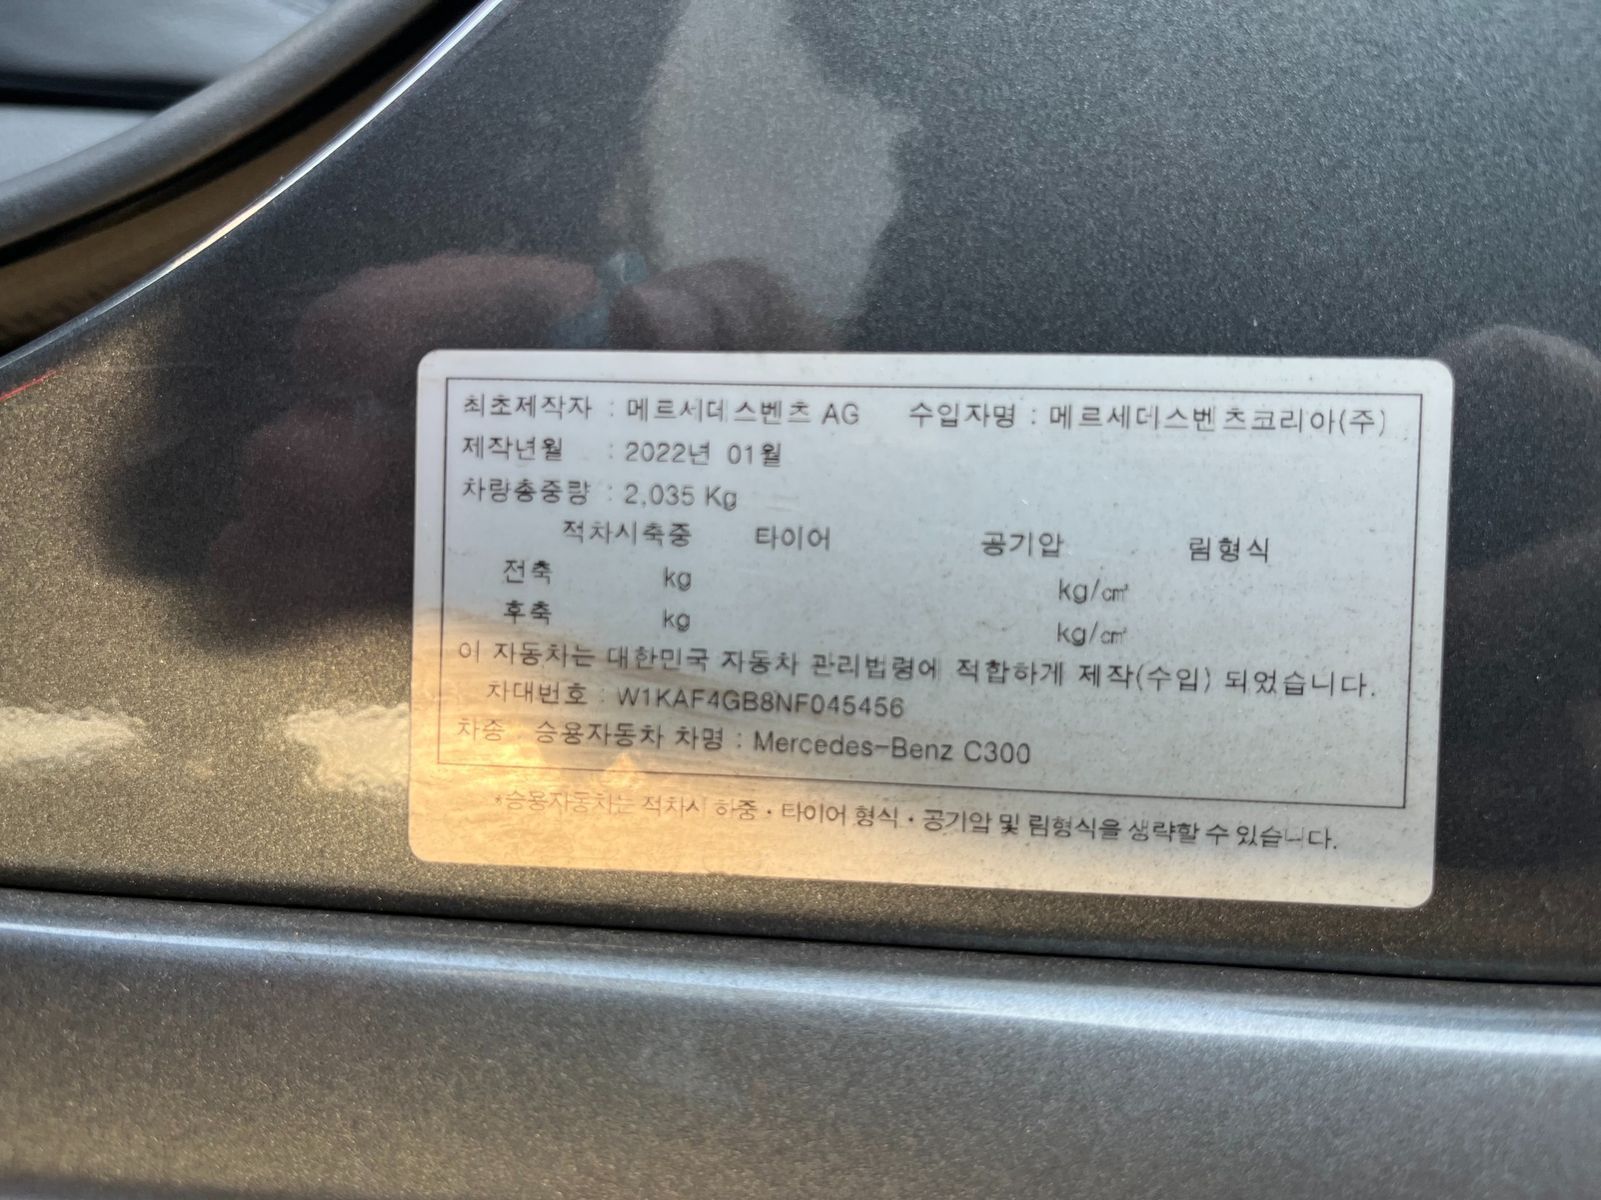 최초제작자 : 메르세데스벤츠 AG 수입자명 : 메르세데스벤츠코리아(주)
제작년월 : 2022년 01월
차량총중량 : 2,035 Kg
적차시축중 타이어 공기압 림형식
전축 kg kg/㎠
후축 kg kg/㎠
이 자동차는 대한민국 자동차 관리법령에 적합하게 제작(수입) 되었습니다.
차대번호 : W1KAF4GB8NF045456
차종 : 승용자동차 차명 : Mercedes-Benz C300
*승용자동차는 적차시 하중·타이어 형식·공기압 및 림형식을 생략할 수 있습니다.